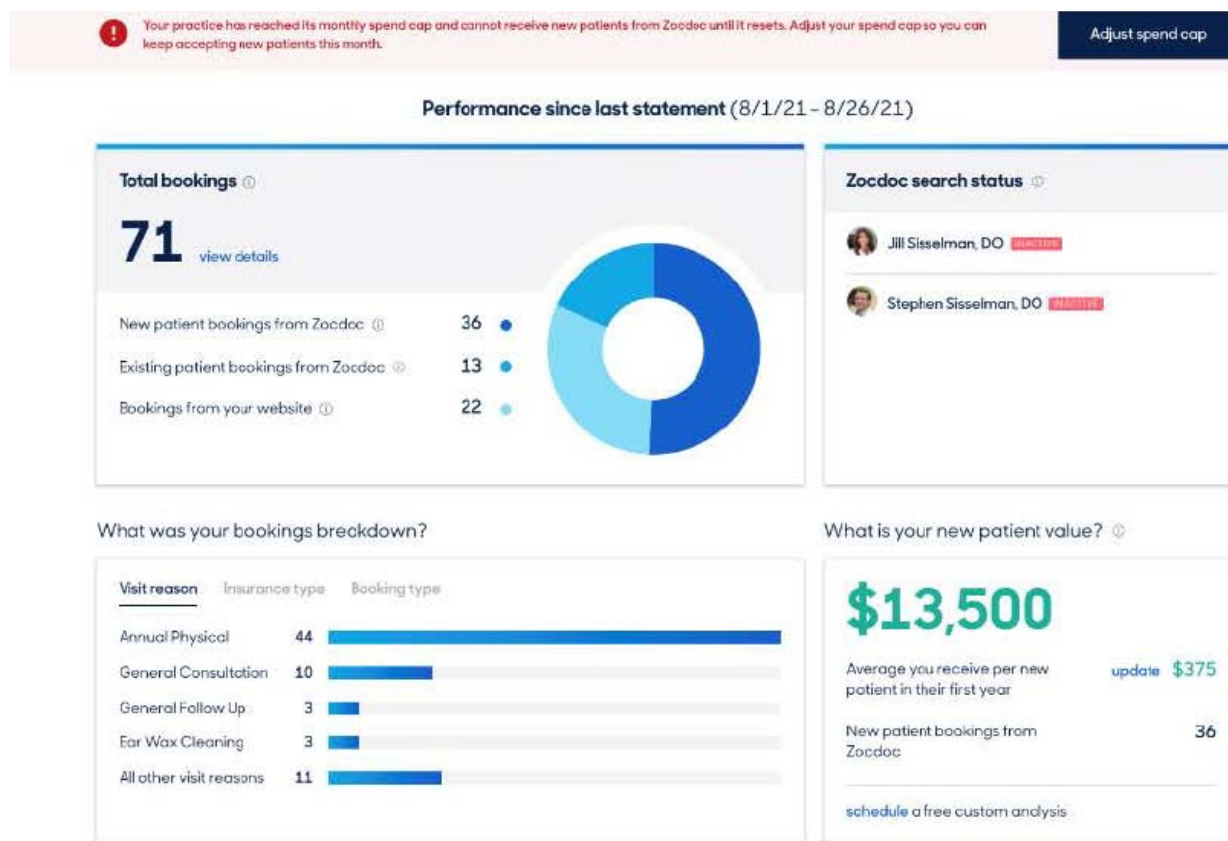 Your practice has reached its monthly spend cap and cannot receive new patients from Zocdoc until it resets. Adjust your spend cap so you can
keep accepting new patients this month.
Adjust spend cap
Performance since last statement (8/1/21 - 8/26/21)
Total bookings
71 view details
New patient bookings from Zocdoc 36
Existing patient bookings from Zocdoc 13
Bookings from your website 22
Zocdoc search status
Jill Sisselman, DO INACTIVE
Stephen Sisselman, DO INACTIVE
What was your bookings breakdown?
Visit reason Insurance type Booking type
Annual Physical 44
General Consultation 10
General Follow Up 3
Ear Wax Cleaning 3
All other visit reasons 11
What is your new patient value?
$13,500
Average you receive per new
patient in their first year
update $375
New patient bookings from
Zocdoc
36
schedule a free custom analysis